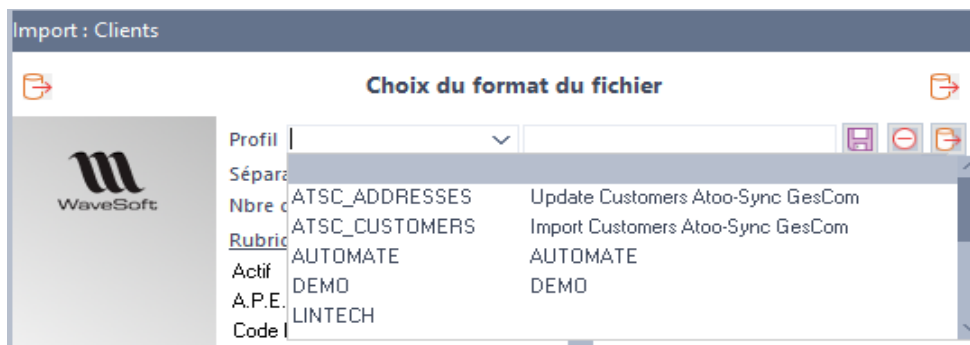 Import : Clients
Choix du format du fichier
Profil
Sépara
ATSC_ADDRESSES Update Customers Atoo-Sync GesCom
WaveSoft
Nbre
ATSC_CUSTOMERS Import Customers Atoo-Sync GesCom
Rubri
AUTOMATE AUTOMATE
Actif
DEMO DEMO
A.P.E.
LINTECH
Code